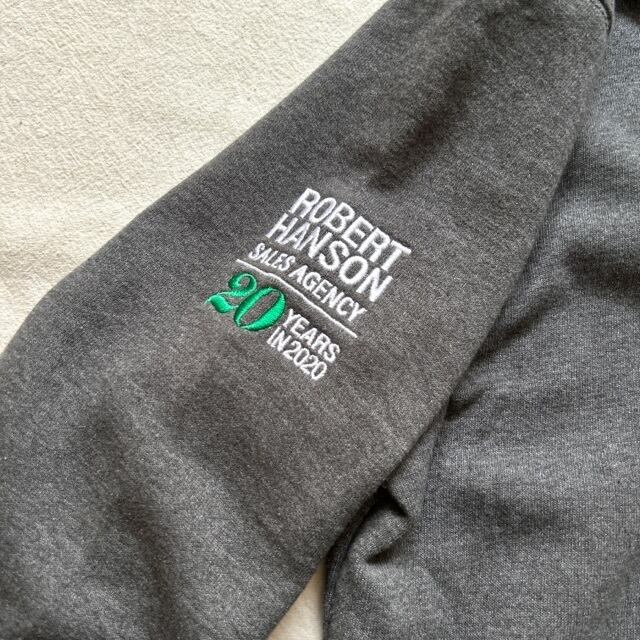 ROBERT
HANSON
SALES AGENCY
20 YEARS
IN 2020